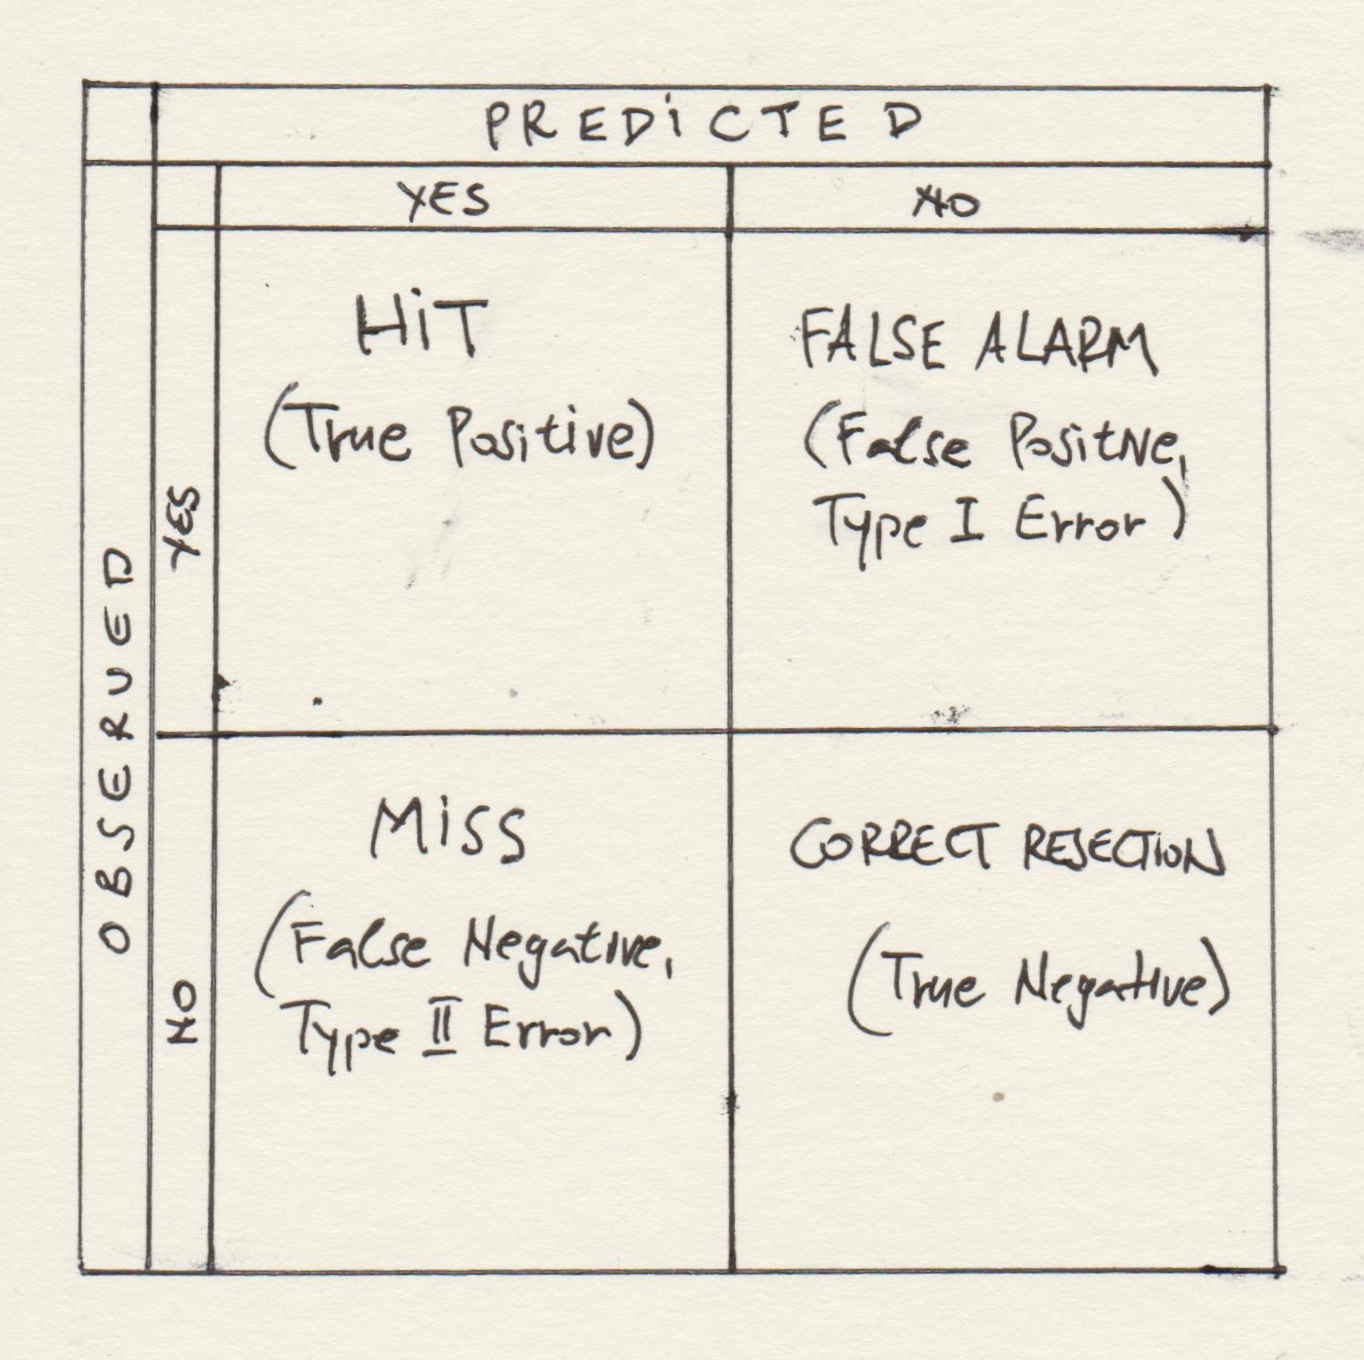 PREDiCTED
YES
NO
OBSERVED
YES
HiT
(True Positive)
FALSE ALARM
(False Positive,
Type I Error)
NO
MiSS
(False Negative,
Type II Error)
CORRECT REJECTION
(True Negative)